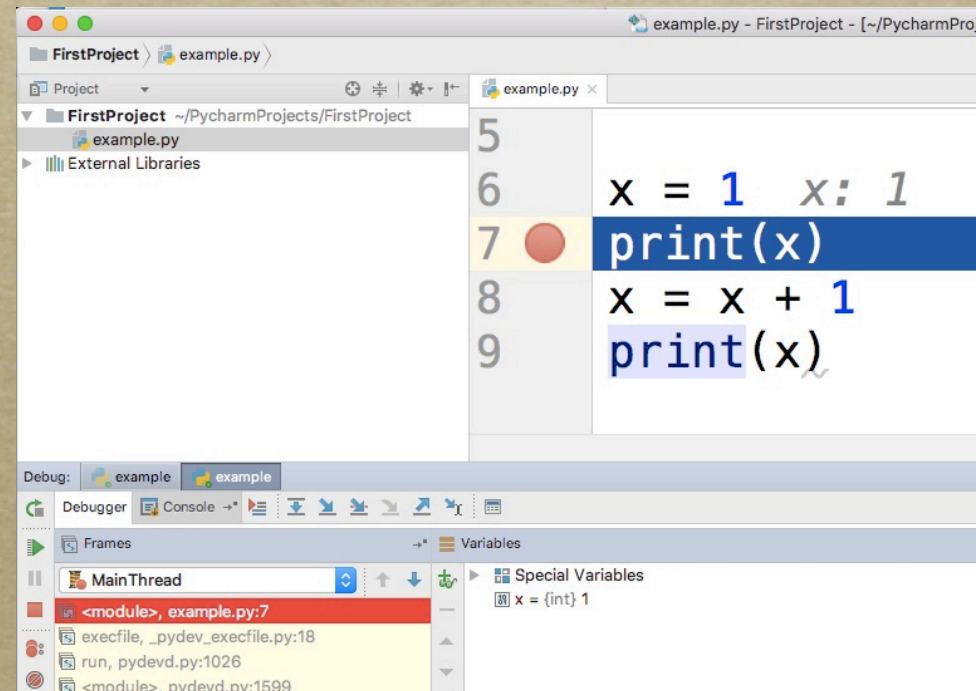 example.py - FirstProject - [~/PycharmProj
FirstProject example.py
Project
example.py
FirstProject ~/PycharmProjects/FirstProject
example.py
External Libraries
5
6 x = 1 x: 1
7 print(x)
8 x = x + 1
9 print(x)
Debug: example example
Debugger Console
Frames
Variables
MainThread
Special Variables
x = {int} 1
<module>, example.py:7
execfile, _pydev_execfile.py:18
run, pydevd.py:1026
<module>, pydevd.py:1599